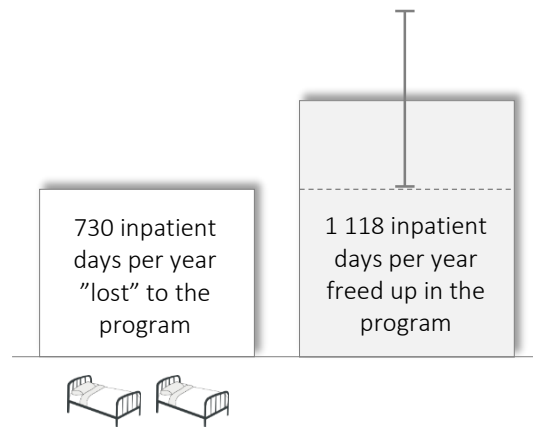 730 inpatient
days per year
”lost” to the
program
1 118 inpatient
days per year
freed up in the
program